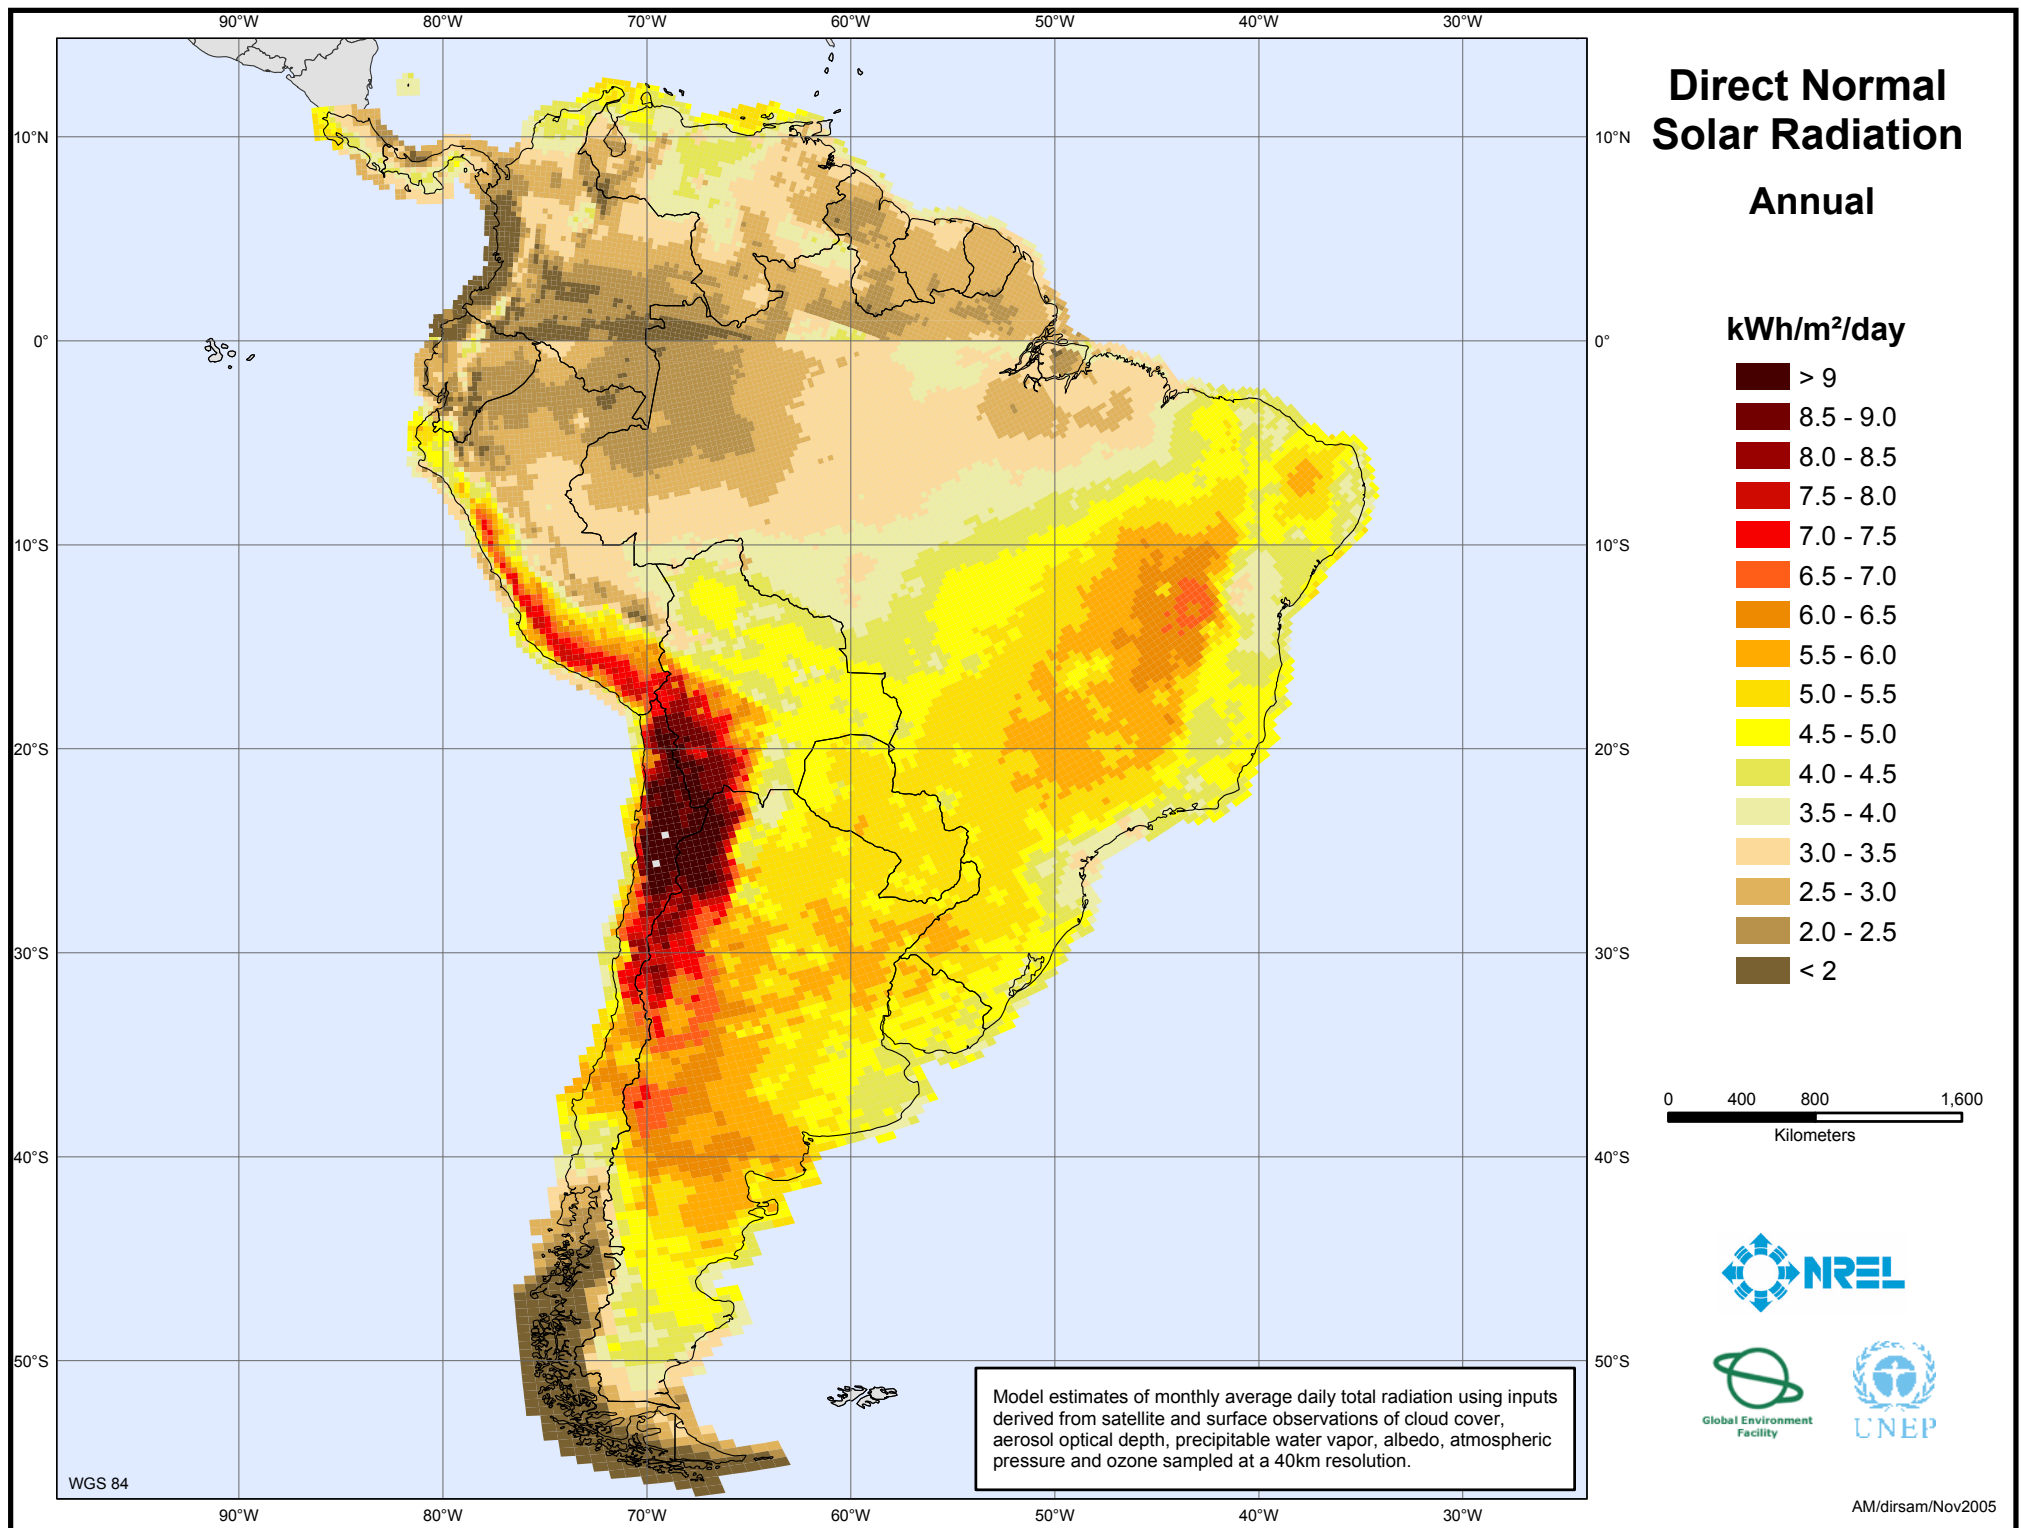 90°W 80°W 70°W 60°W 50°W 40°W 30°W
Direct Normal
Solar Radiation
Annual
10°N 10°N
0° 0°
10°S 10°S
20°S 20°S
30°S 30°S
40°S 40°S
50°S 50°S
kWh/m²/day
> 9
8.5 - 9.0
8.0 - 8.5
7.5 - 8.0
7.0 - 7.5
6.5 - 7.0
6.0 - 6.5
5.5 - 6.0
5.0 - 5.5
4.5 - 5.0
4.0 - 4.5
3.5 - 4.0
3.0 - 3.5
2.5 - 3.0
2.0 - 2.5
< 2
0 400 800 1,600
Kilometers
NREL
Global Environment
Facility
UNEP
Model estimates of monthly average daily total radiation using inputs
derived from satellite and surface observations of cloud cover,
aerosol optical depth, precipitable water vapor, albedo, atmospheric
pressure and ozone sampled at a 40km resolution.
WGS 84
90°W 80°W 70°W 60°W 50°W 40°W 30°W
AM/dirsam/Nov2005